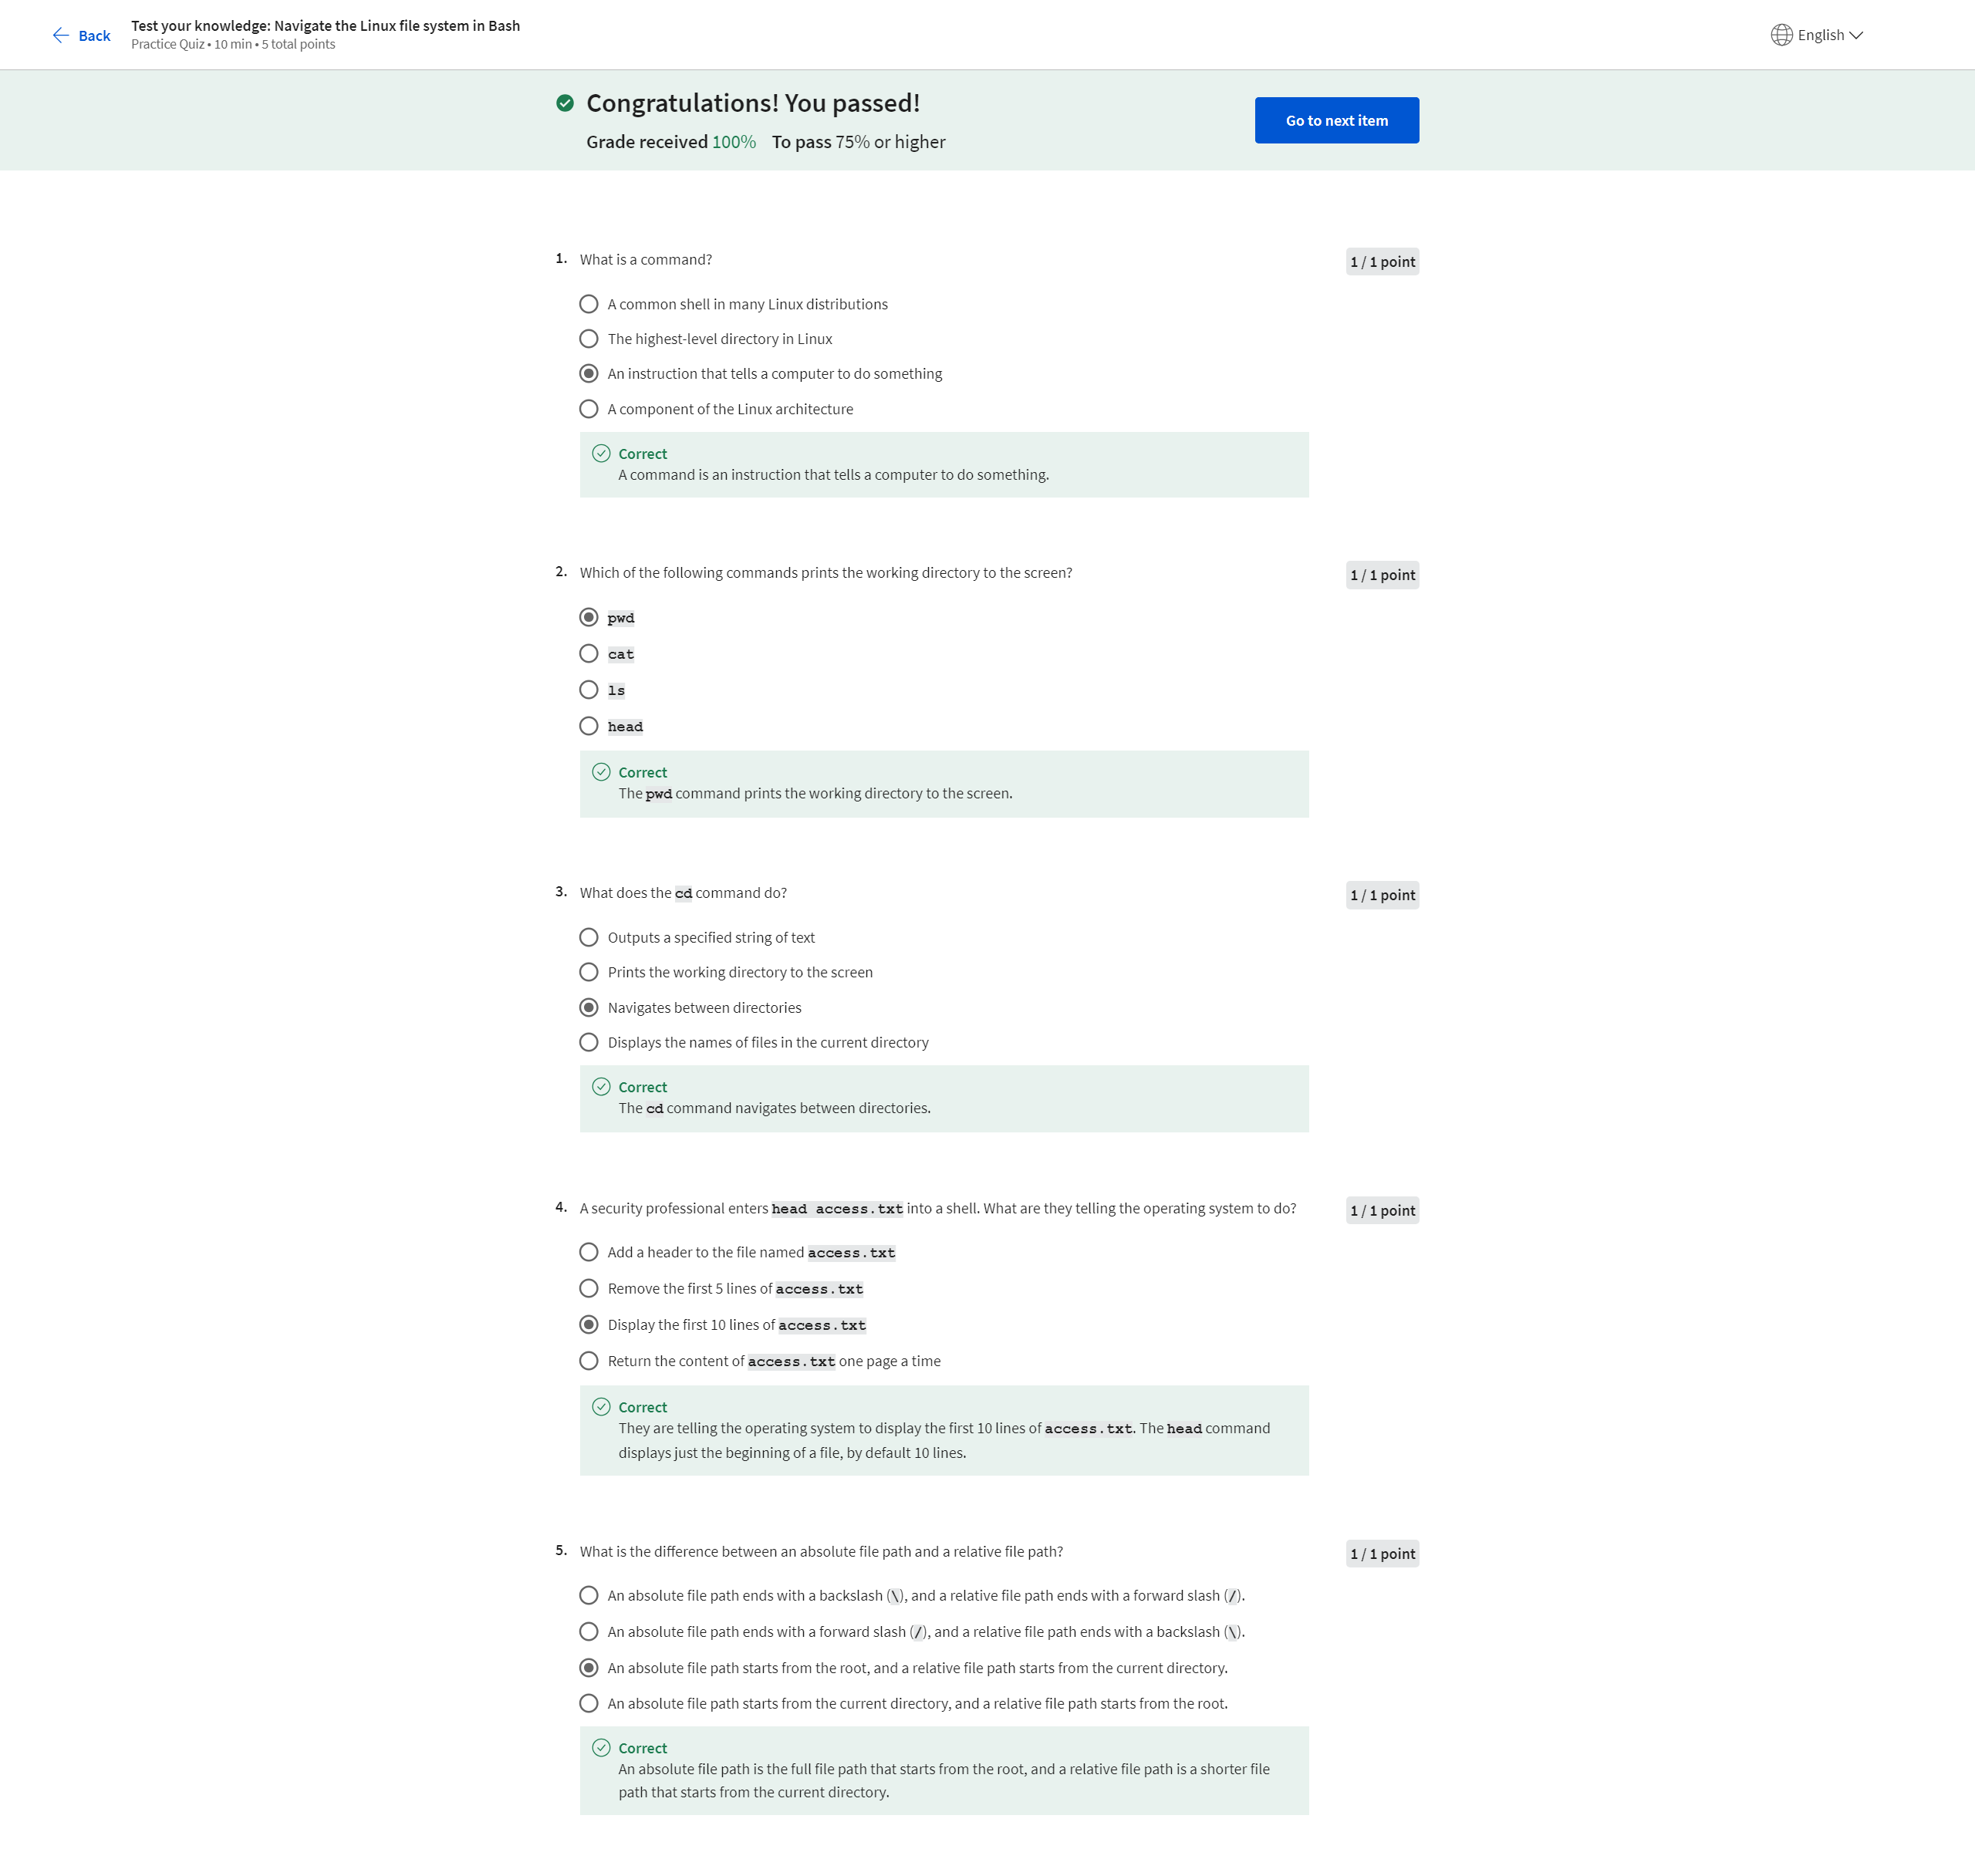 Back
Test your knowledge: Navigate the Linux file system in Bash
Practice Quiz • 10 min • 5 total points
English
Congratulations! You passed!
Grade received 100% To pass 75% or higher
Go to next item
1. What is a command?
1 / 1 point
A common shell in many Linux distributions
The highest-level directory in Linux
An instruction that tells a computer to do something
A component of the Linux architecture
Correct
A command is an instruction that tells a computer to do something.
2. Which of the following commands prints the working directory to the screen?
1 / 1 point
pwd
cat
ls
head
Correct
The pwd command prints the working directory to the screen.
3. What does the cd command do?
1 / 1 point
Outputs a specified string of text
Prints the working directory to the screen
Navigates between directories
Displays the names of files in the current directory
Correct
The cd command navigates between directories.
4. A security professional enters head access.txt into a shell. What are they telling the operating system to do?
1 / 1 point
Add a header to the file named access.txt
Remove the first 5 lines of access.txt
Display the first 10 lines of access.txt
Return the content of access.txt one page a time
Correct
They are telling the operating system to display the first 10 lines of access.txt. The head command
displays just the beginning of a file, by default 10 lines.
5. What is the difference between an absolute file path and a relative file path?
1 / 1 point
An absolute file path ends with a backslash (\), and a relative file path ends with a forward slash (/).
An absolute file path ends with a forward slash (/), and a relative file path ends with a backslash (\).
An absolute file path starts from the root, and a relative file path starts from the current directory.
An absolute file path starts from the current directory, and a relative file path starts from the root.
Correct
An absolute file path is the full file path that starts from the root, and a relative file path is a shorter file
path that starts from the current directory.